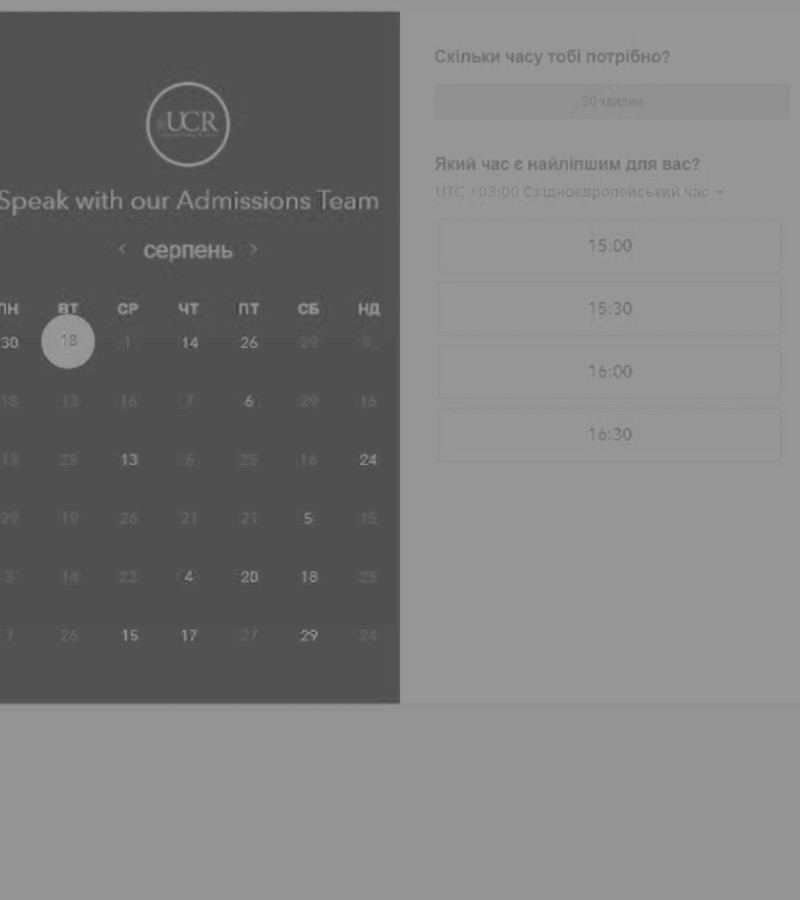 UCR
Speak with our Admissions Team
< серпень >
ПН ВТ СР ЧТ ПТ СБ НД
30 18 1 14 26 29 5
18 13 16 7 6 29 16
13 25 13 6 25 16 24
29 19 26 21 21 5 15
3 14 23 4 20 18 25
7 26 15 17 27 29 24
Скільки часу тобі потрібно?
30 хвилин
Який час є найліпшим для вас?
UTC +03:00 Східноєвропейський час
15:00
15:30
16:00
16:30